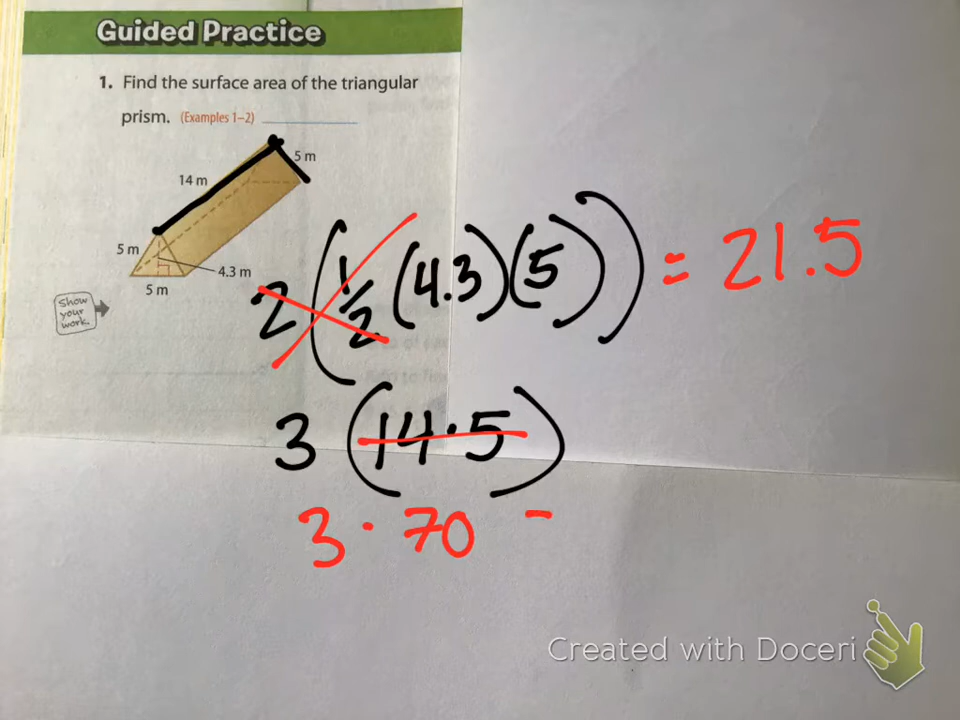 Guided Practice
1. Find the surface area of the triangular
prism. (Examples 1–2)
5 m
14 m
5 m
4.3 m
5 m
Show
your
work.
2(½(4.3)(5)) = 21.5
3(14·5)
3·70 -
Created with Doceri